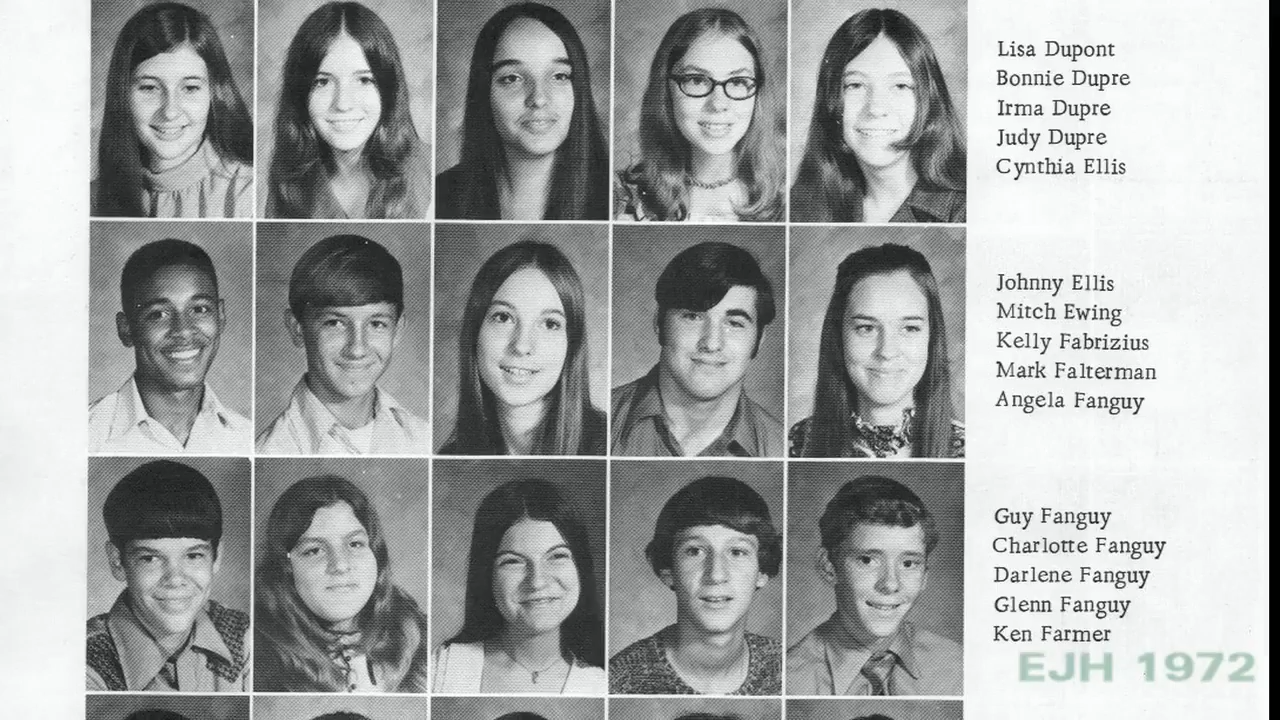 Lisa Dupont
Bonnie Dupre
Irma Dupre
Judy Dupre
Cynthia Ellis
Johnny Ellis
Mitch Ewing
Kelly Fabrizius
Mark Falterman
Angela Fanguy
Guy Fanguy
Charlotte Fanguy
Darlene Fanguy
Glenn Fanguy
Ken Farmer
EJH 1972